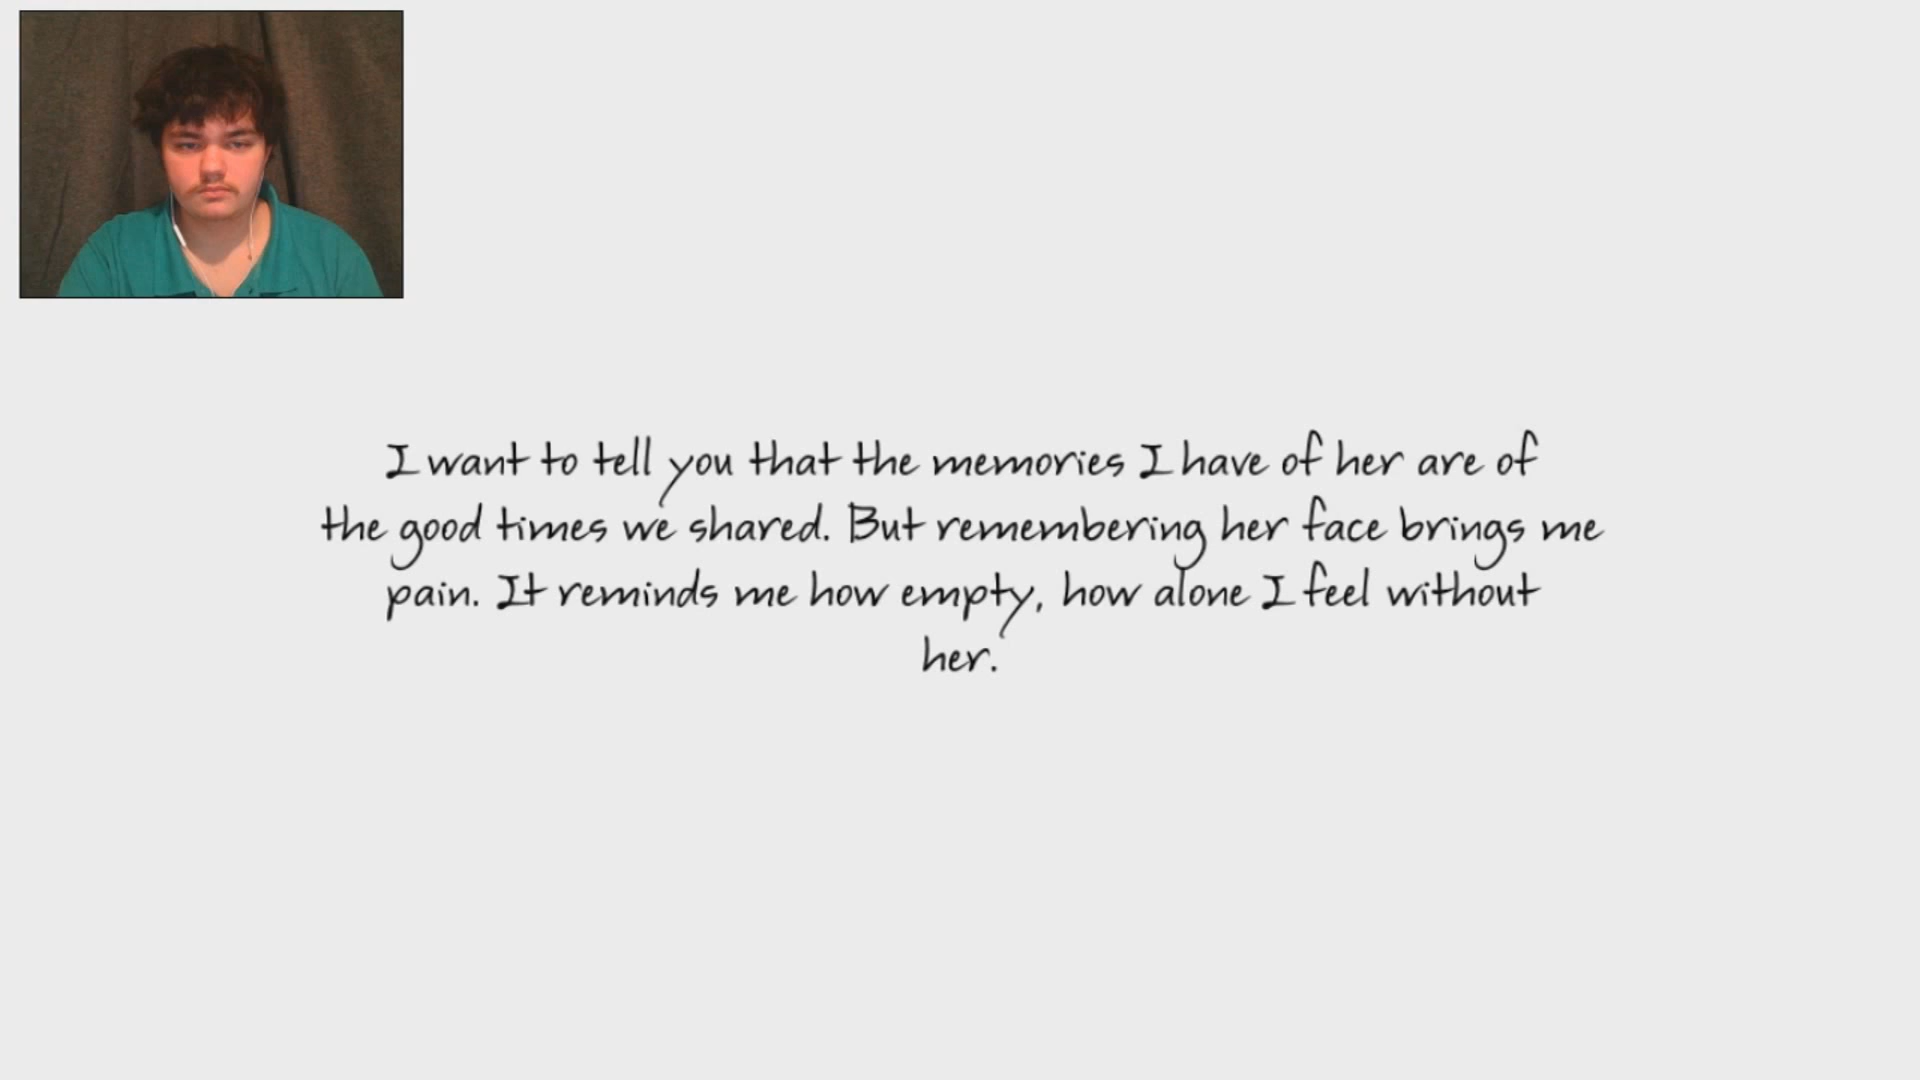 I want to tell you that the memories I have of her are of
the good times we shared. But remembering her face brings me
pain. It reminds me how empty, how alone I feel without
her.